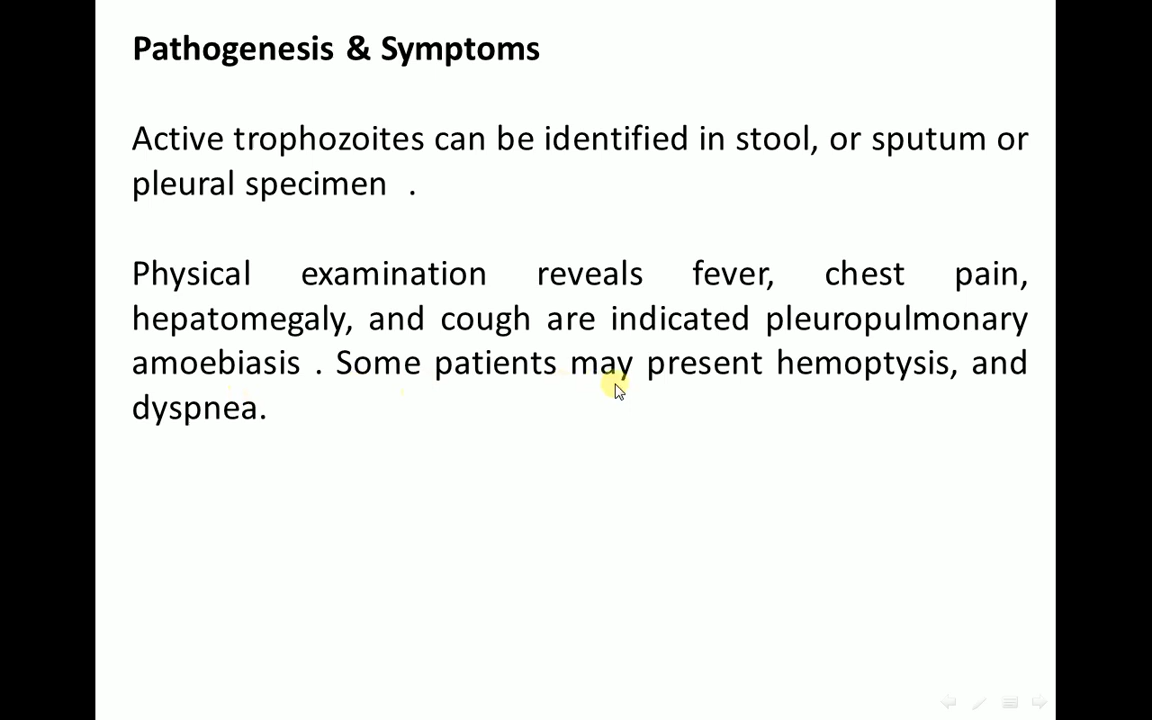 Pathogenesis & Symptoms
Active trophozoites can be identified in stool, or sputum or
pleural specimen .
Physical examination reveals fever, chest pain,
hepatomegaly, and cough are indicated pleuropulmonary
amoebiasis . Some patients may present hemoptysis, and
dyspnea.